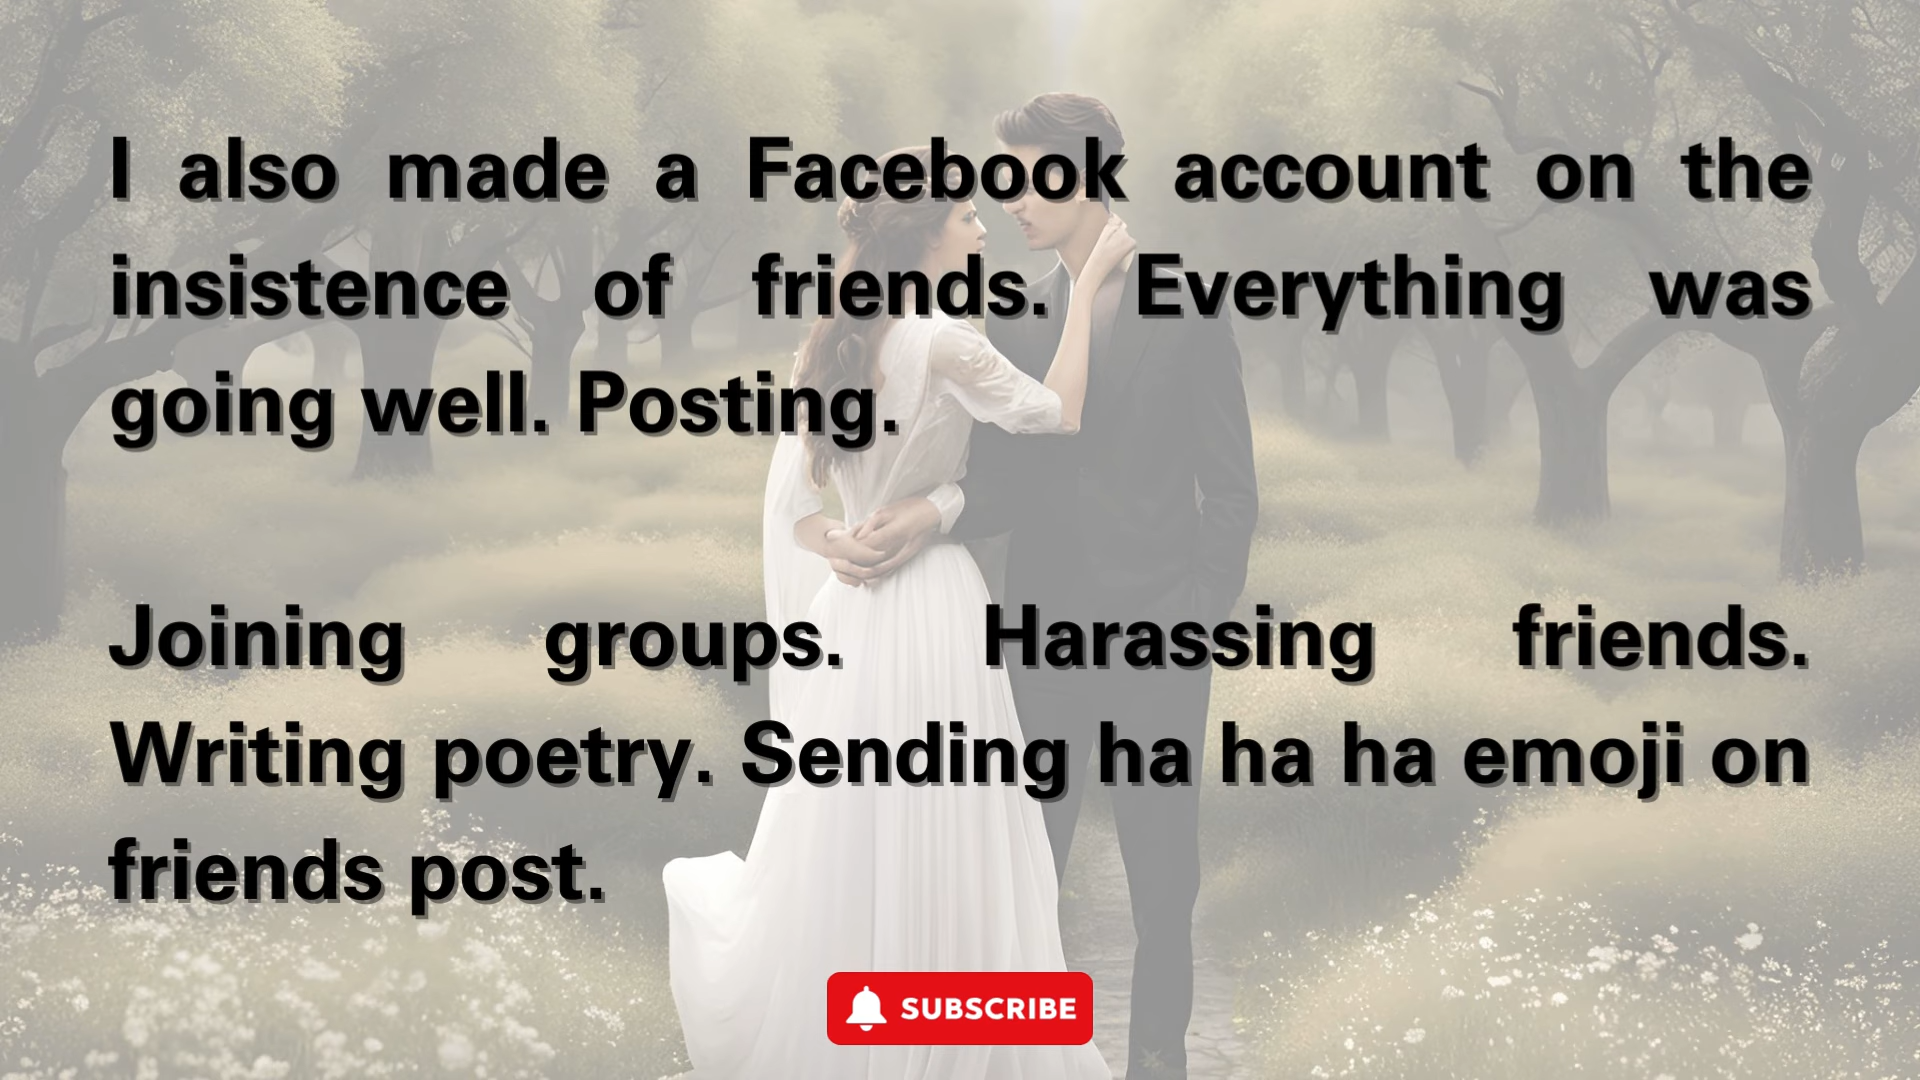 I also made a Facebook account on the
insistence of friends. Everything was
going well. Posting.
Joining groups. Harassing friends.
Writing poetry. Sending ha ha ha emoji on
friends post.
SUBSCRIBE